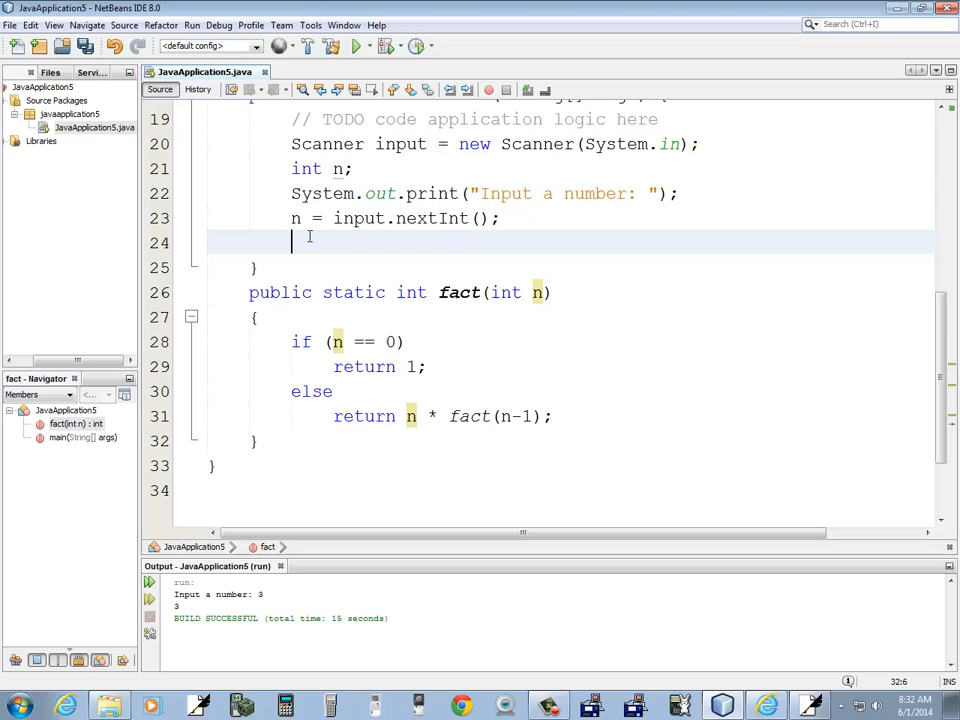 JavaApplication5 - NetBeans IDE 8.0
File Edit View Navigate Source Refactor Run Debug Profile Team Tools Window Help
<default config>
Search (Ctrl+I)
Files Servi...
JavaApplication5.java
JavaApplication5
Source Packages
javaapplication5
JavaApplication5.java
Libraries
Source History
19 // TODO code application logic here
20 Scanner input = new Scanner(System.in);
21 int n;
22 System.out.print("Input a number: ");
23 n = input.nextInt();
24
25 }
26 public static int fact(int n)
27 {
28 if (n == 0)
29 return 1;
30 else
31 return n * fact(n-1);
32 }
33 }
34
fact - Navigator
Members <...
JavaApplication5
fact(int n) : int
main(String[] args)
JavaApplication5 fact
Output - JavaApplication5 (run)
run:
Input a number: 3
3
BUILD SUCCESSFUL (total time: 15 seconds)
1 32:6 INS
8:32 AM
6/1/2014